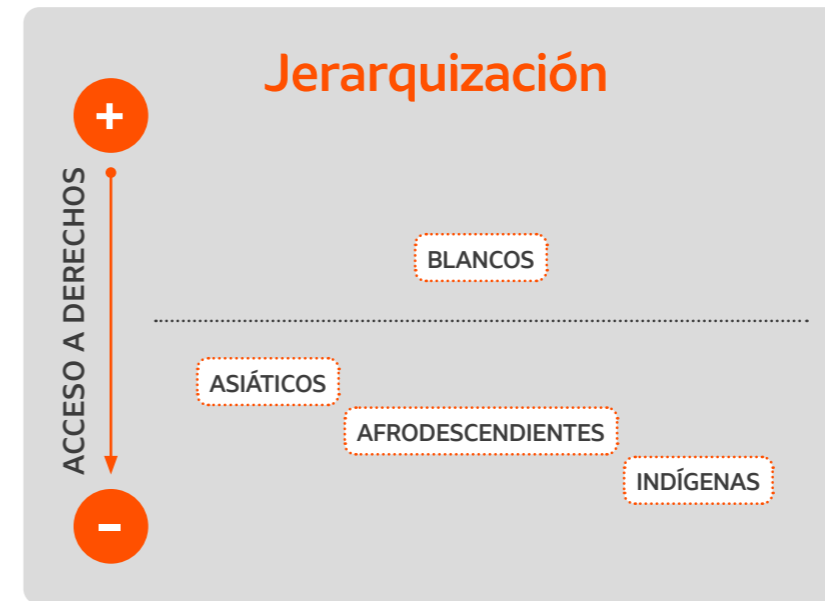 Jerarquización
+
ACCESO A DERECHOS
BLANCOS
ASIÁTICOS
AFRODESCENDIENTES
INDÍGENAS
-